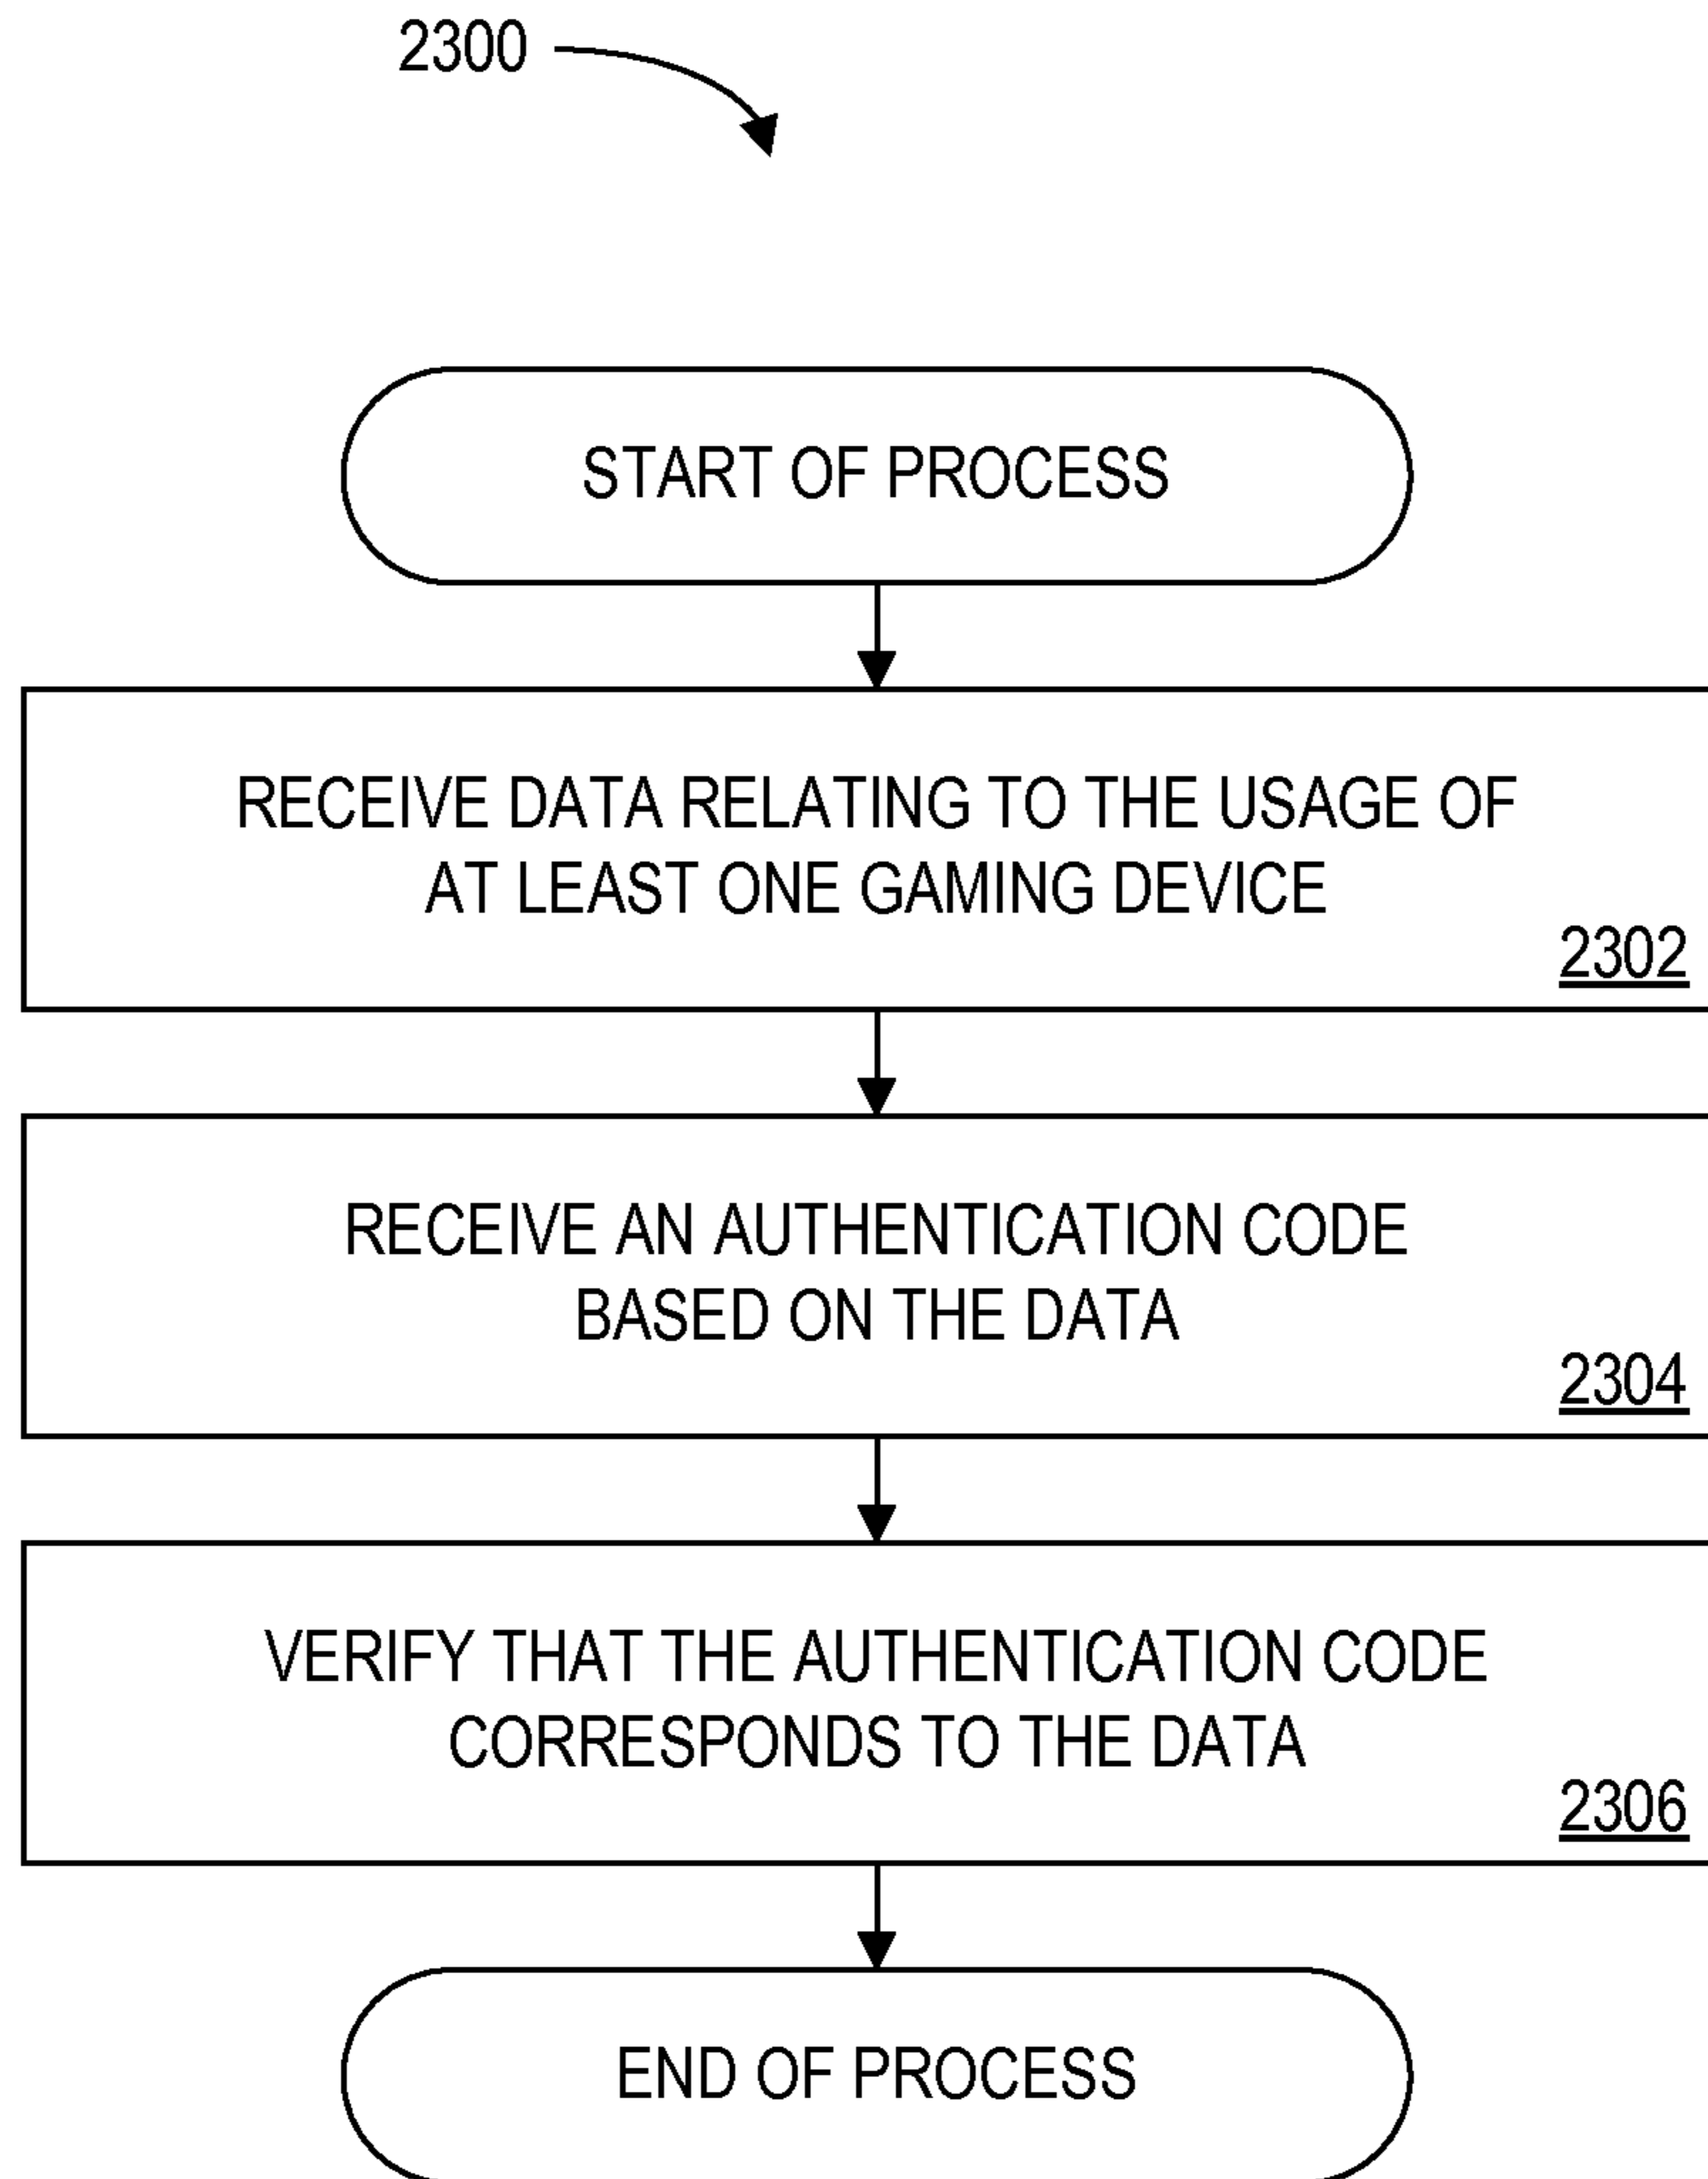 2300
START OF PROCESS
RECEIVE DATA RELATING TO THE USAGE OF
AT LEAST ONE GAMING DEVICE
2302
RECEIVE AN AUTHENTICATION CODE
BASED ON THE DATA
2304
VERIFY THAT THE AUTHENTICATION CODE
CORRESPONDS TO THE DATA
2306
END OF PROCESS